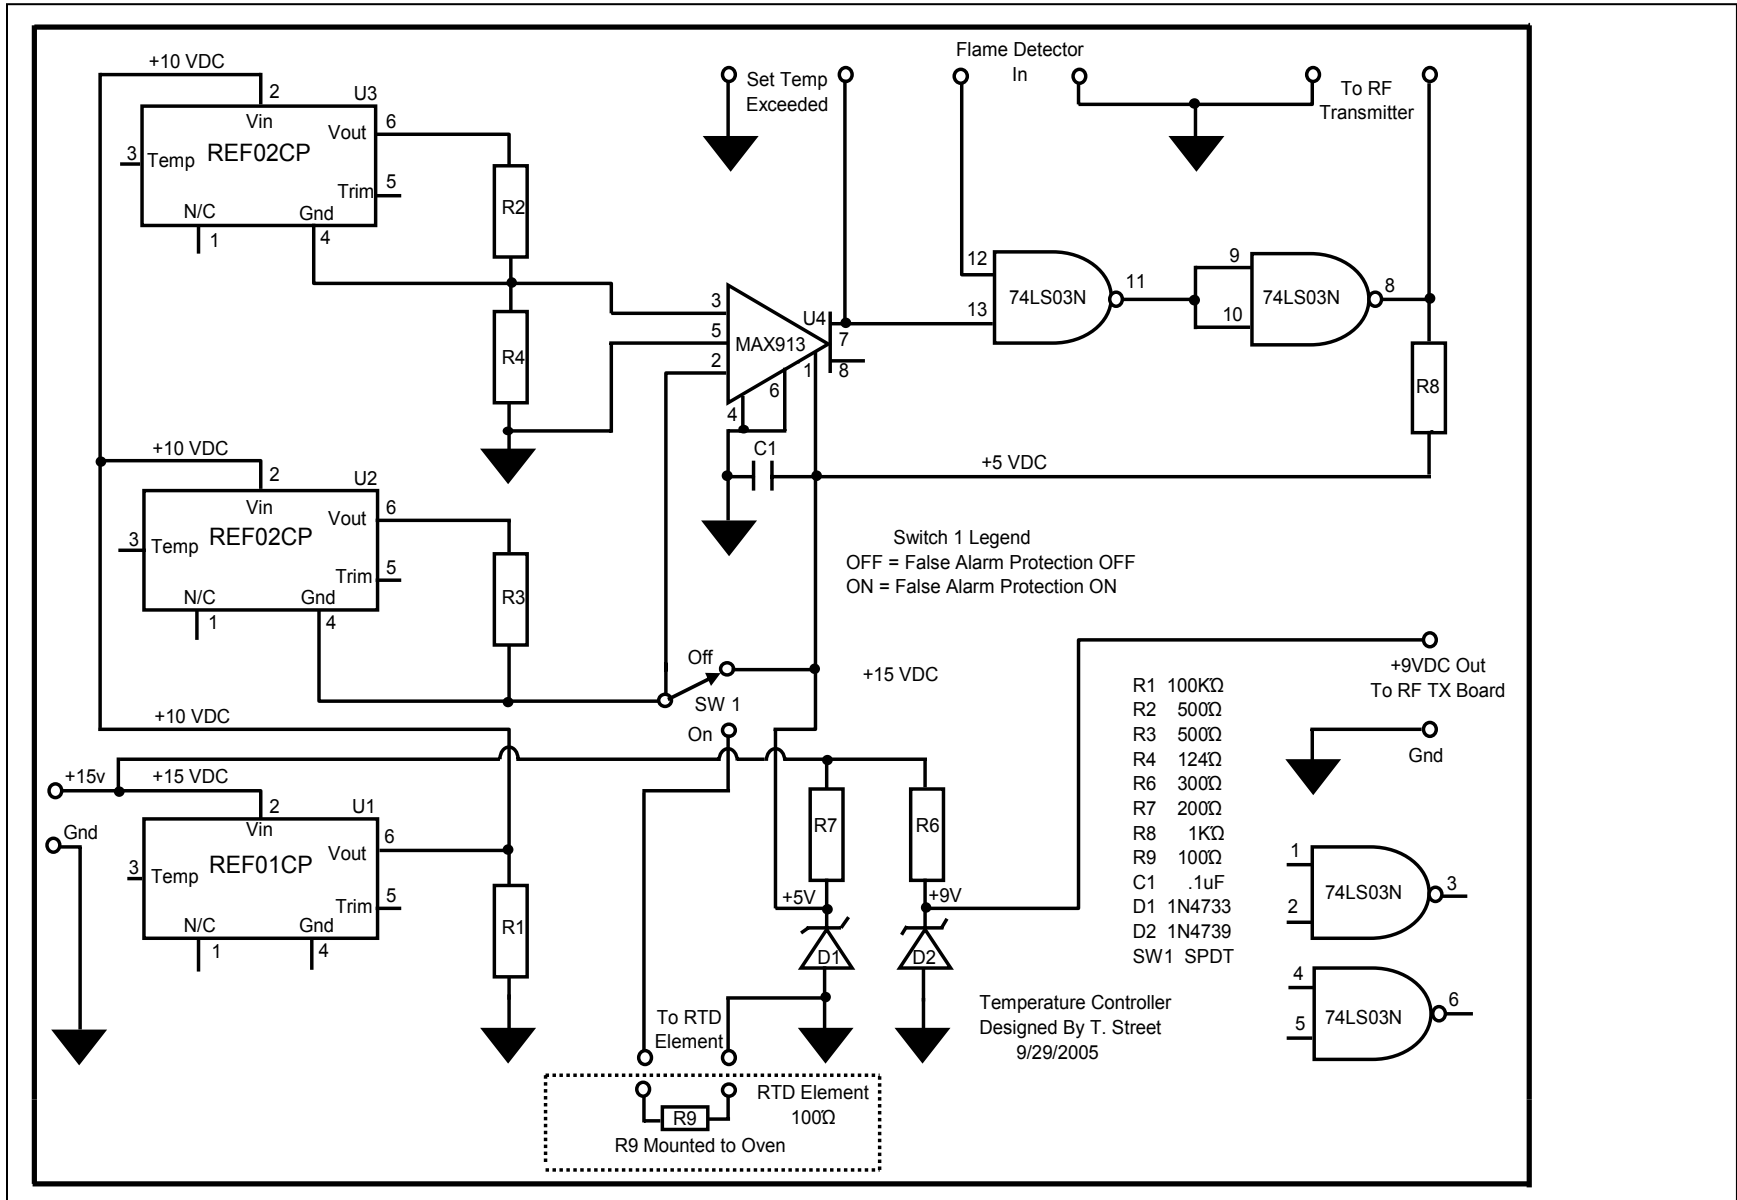 +10 VDC
2
U3
Vin
Vout
6
REF02CP
3
Temp
Trim
5
N/C
Gnd
1
4
R2
R4
+10 VDC
2
U2
Vin
Vout
6
REF02CP
3
Temp
Trim
5
N/C
Gnd
1
4
R3
+10 VDC
+15v
+15 VDC
2
U1
Gnd
Vin
Vout
6
REF01CP
3
Temp
Trim
5
N/C
Gnd
1
4
R1
Set Temp
Exceeded
Flame Detector
In
To RF
Transmitter
3
5
2
U4
MAX913
7
8
1
6
4
C1
12
13
74LS03N
11
9
10
74LS03N
8
R8
+5 VDC
Switch 1 Legend
OFF = False Alarm Protection OFF
ON = False Alarm Protection ON
Off
SW 1
On
+15 VDC
R7
R6
+5V
+9V
D1
D2
To RTD
Element
RTD Element
100Ω
R9
R9 Mounted to Oven
+9VDC Out
To RF TX Board
Gnd
R1 100KΩ
R2 500Ω
R3 500Ω
R4 124Ω
R6 300Ω
R7 200Ω
R8 1KΩ
R9 100Ω
C1 .1uF
D1 1N4733
D2 1N4739
SW1 SPDT
Temperature Controller
Designed By T. Street
9/29/2005
1
2
74LS03N
3
4
5
74LS03N
6